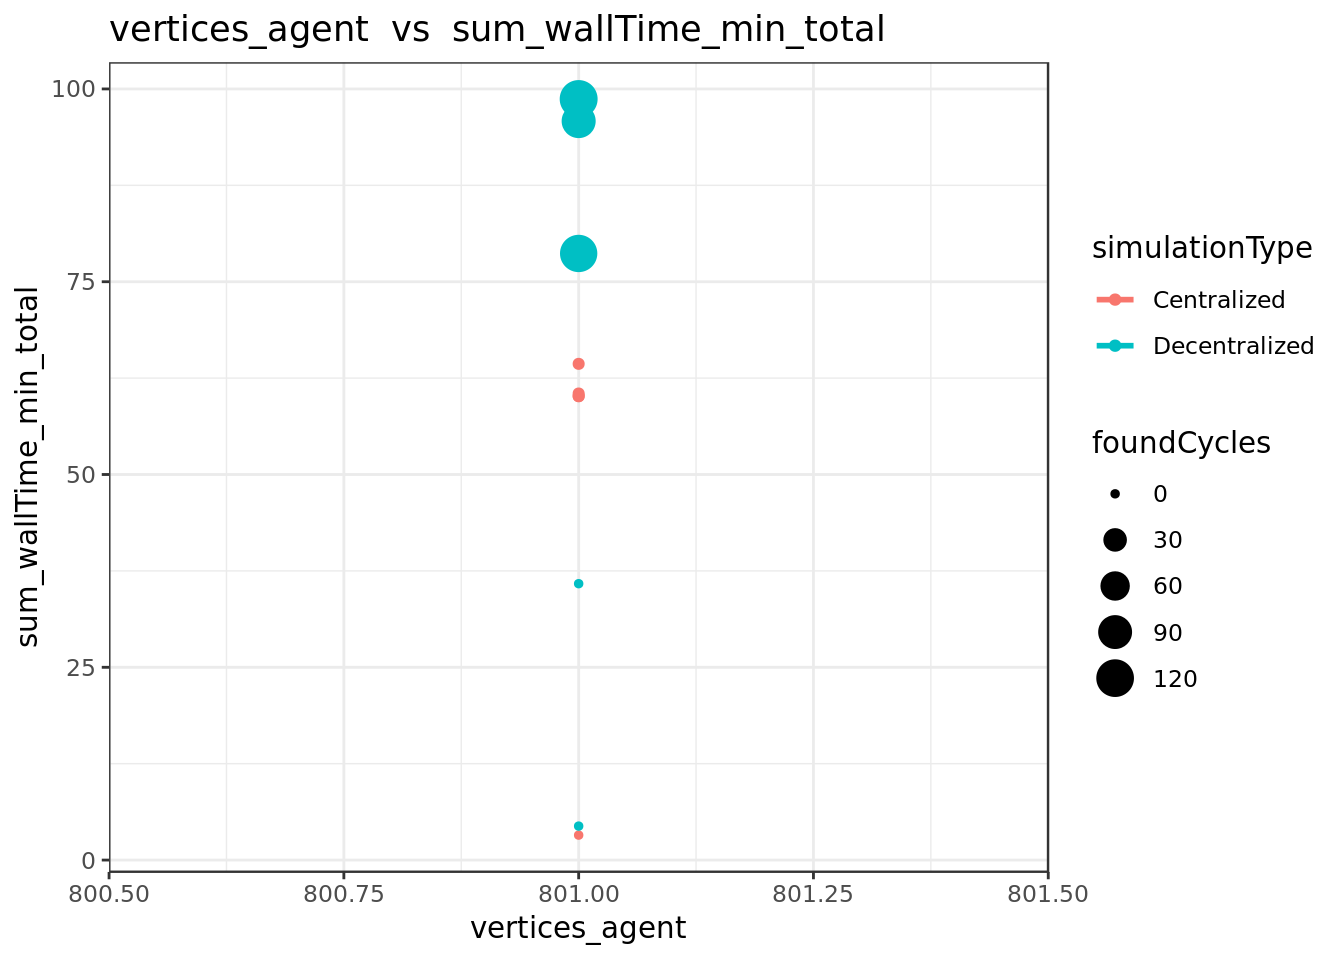 vertices_agent  vs  sum_wallTime_min_total
sum_wallTime_min_total
100
75
50
25
0
800.50
800.75
801.00
801.25
801.50
vertices_agent
simulationType
Centralized
Decentralized
foundCycles
0
30
60
90
120